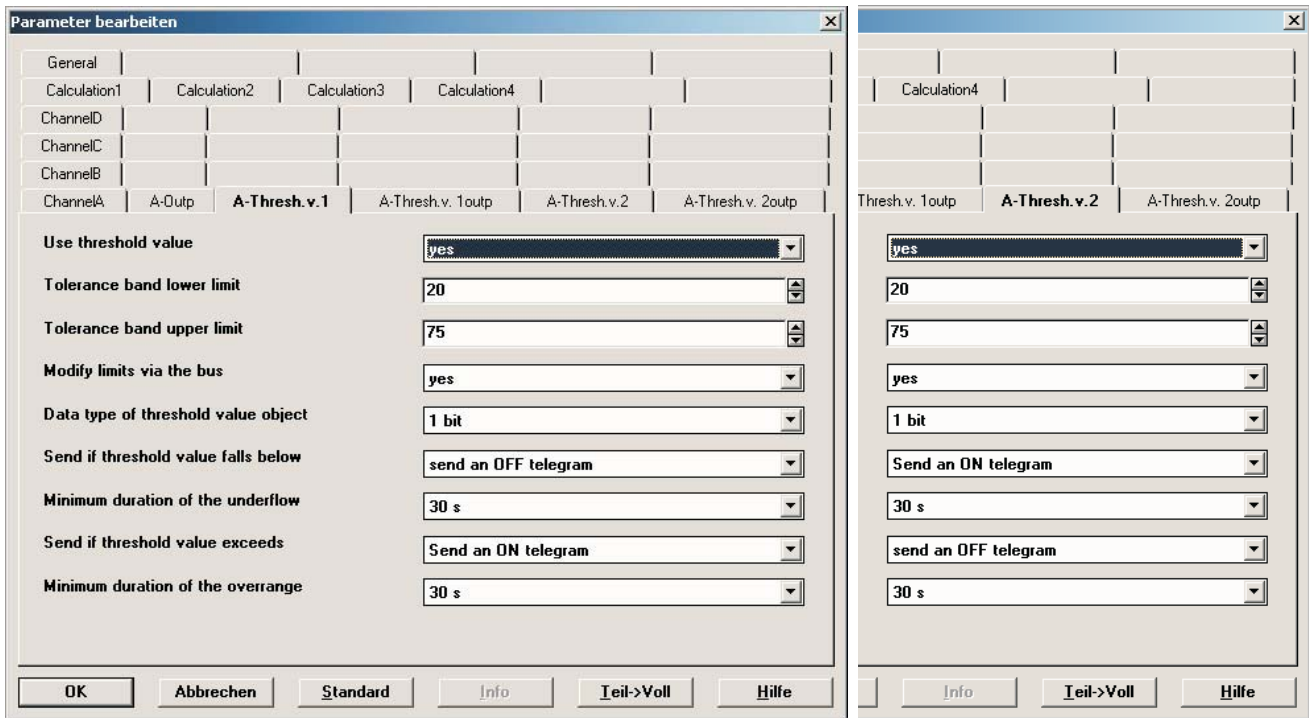 Parameter bearbeiten
General
Calculation1 Calculation2 Calculation3 Calculation4
ChannelD
ChannelC
ChannelB
ChannelA A-Outp A-Thresh.v.1 A-Thresh.v. 1outp A-Thresh.v.2 A-Thresh.v. 2outp
Use threshold value yes
Tolerance band lower limit 20
Tolerance band upper limit 75
Modify limits via the bus yes
Data type of threshold value object 1 bit
Send if threshold value falls below send an OFF telegram
Minimum duration of the underflow 30 s
Send if threshold value exceeds Send an ON telegram
Minimum duration of the overrange 30 s
OK Abbrechen Standard Info Teil->Voll Hilfe
Calculation4
Thresh.v. 1outp A-Thresh.v.2 A-Thresh.v. 2outp
yes
20
75
yes
1 bit
Send an ON telegram
30 s
send an OFF telegram
30 s
Info Teil->Voll Hilfe